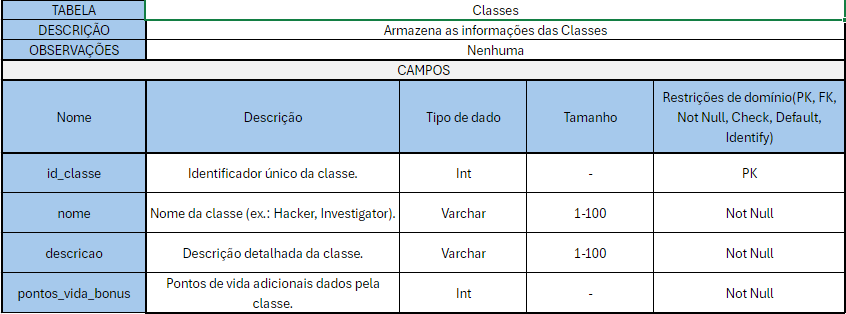 TABELA Classes
DESCRIÇÃO Armazena as informações das Classes
OBSERVAÇÕES Nenhuma
CAMPOS
Nome Descrição Tipo de dado Tamanho Restrições de domínio(PK, FK,
Not Null, Check, Default,
Identify)
id_classe Identificador único da classe. Int - PK
nome Nome da classe (ex.: Hacker, Investigator). Varchar 1-100 Not Null
descricao Descrição detalhada da classe. Varchar 1-100 Not Null
pontos_vida_bonus Pontos de vida adicionais dados pela
classe. Int - Not Null